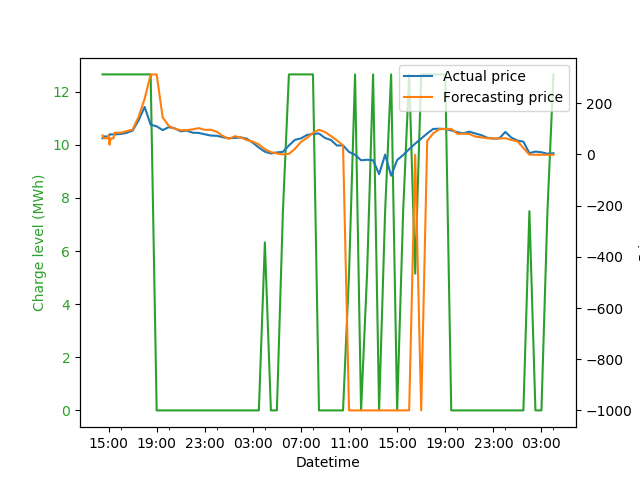 Actual price
Forecasting price
12
10
8
6
4
2
0
Charge level (MWh)
200
0
−200
−400
−600
−800
−1000
15:00 19:00 23:00 03:00 07:00 11:00 15:00 19:00 23:00 03:00
Datetime